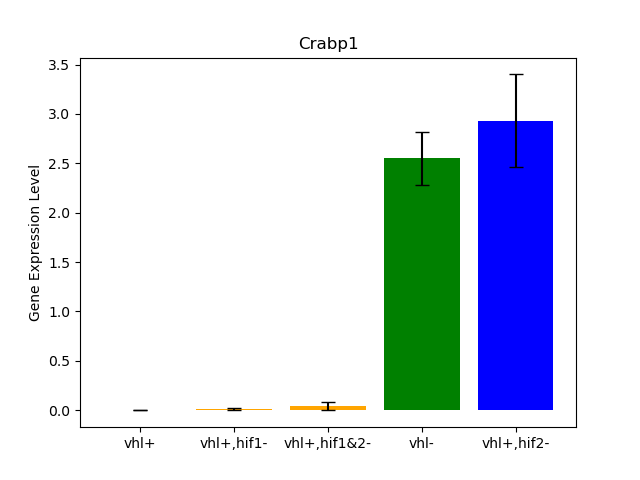 Crabp1
Gene Expression Level
3.5
3.0
2.5
2.0
1.5
1.0
0.5
0.0
vhl+
vhl+,hif1-
vhl+,hif1&2-
vhl-
vhl+,hif2-